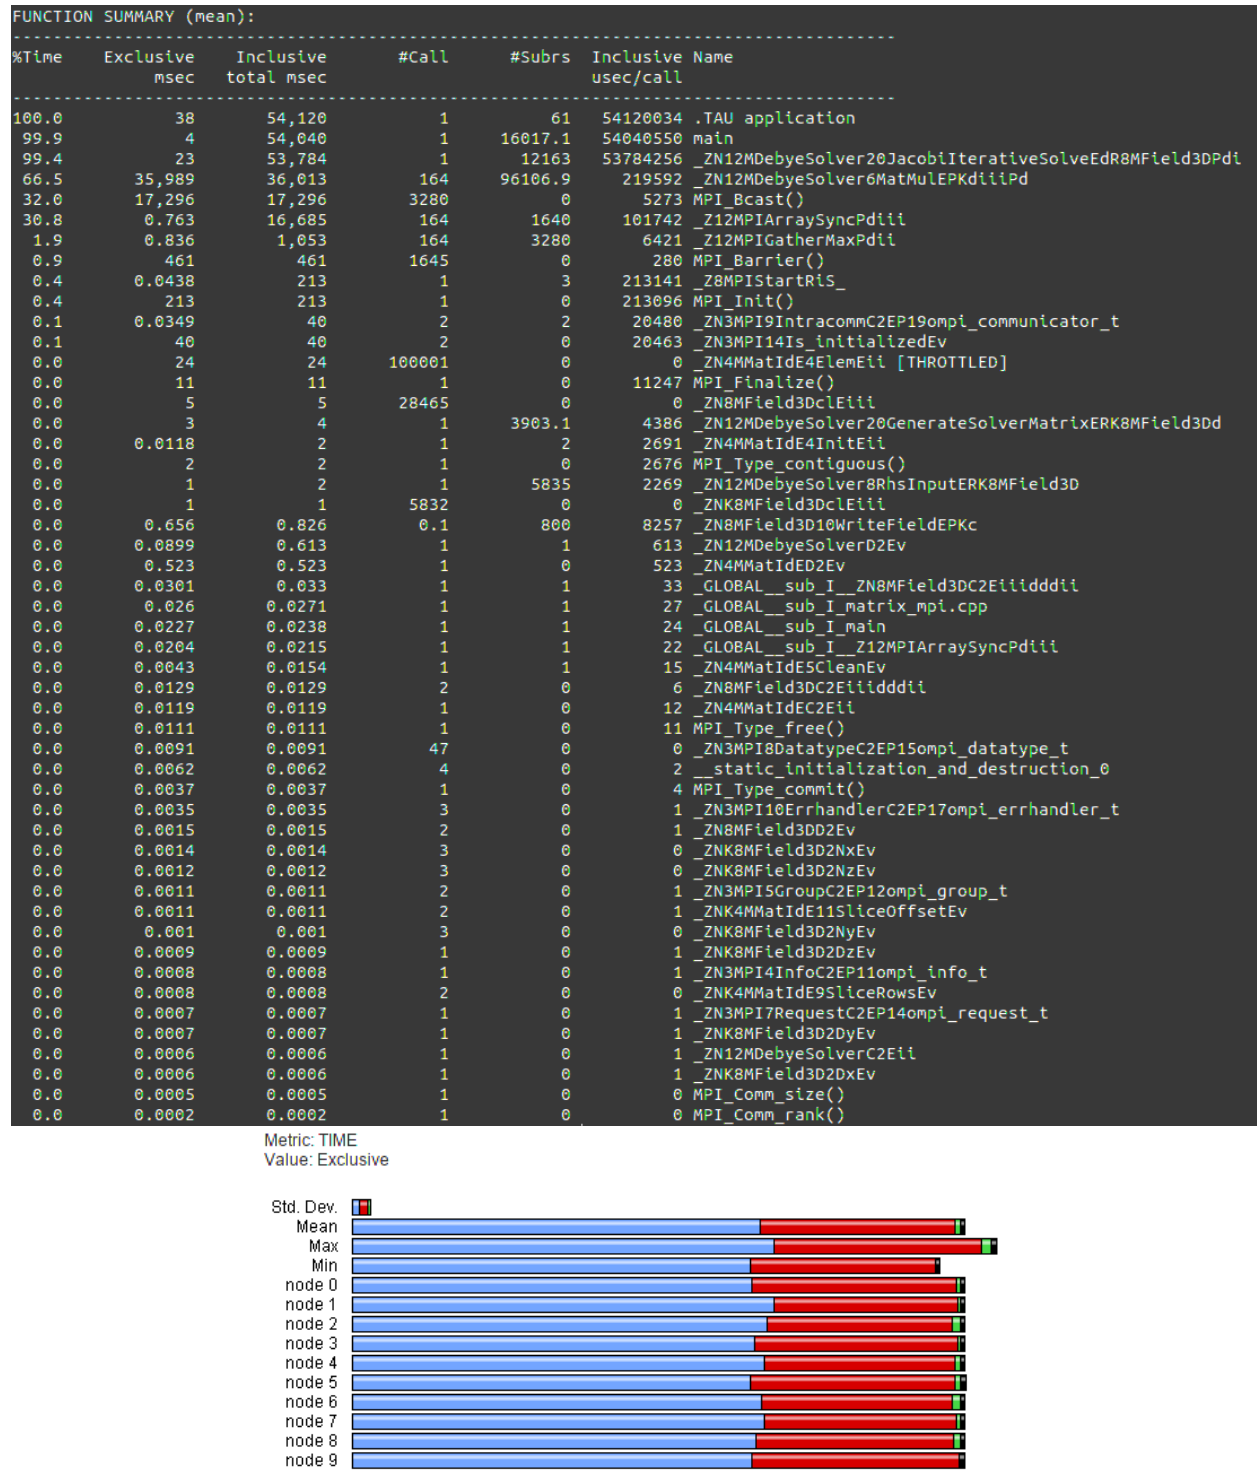 FUNCTION SUMMARY (mean):
---------------------------------------------------------------------------------------
%Time Exclusive Inclusive #Call #Subrs Inclusive Name
msec total msec usec/call
---------------------------------------------------------------------------------------
100.0 38 54,120 1 61 54120034 .TAU application
99.9 4 54,040 1 16017.1 54040550 main
99.4 23 53,784 1 12163 53784256 _ZN12MDebyeSolver20JacobiIterativeSolveEdR8MField3DPdi
66.5 35,989 36,013 164 96106.9 219592 _ZN12MDebyeSolver6MatMulEPKdiiiPd
32.0 17,296 17,296 3280 0 5273 MPI_Bcast()
30.8 0.763 16,685 164 1640 101742 _Z12MPIArraySyncPdiii
1.9 0.836 1,053 164 3280 6421 _Z12MPIGatherMaxPdii
0.9 461 461 1645 0 280 MPI_Barrier()
0.4 0.0438 213 1 3 213141 _Z8MPIStartRiS_
0.4 213 213 1 0 213096 MPI_Init()
0.1 0.0349 40 2 2 20480 _ZN3MPI9IntracommC2EP19ompi_communicator_t
0.1 40 40 2 0 20463 _ZN3MPI14Is_initializedEv
0.0 24 24 100001 0 0 _ZN4MMatIdE4ElemEii [THROTTLED]
0.0 11 11 1 0 11247 MPI_Finalize()
0.0 5 5 28465 0 0 _ZN8MField3DclEiii
0.0 3 4 1 3903.1 4386 _ZN12MDebyeSolver20GenerateSolverMatrixERK8MField3Dd
0.0 0.0118 2 1 2 2691 _ZN4MMatIdE4InitEii
0.0 2 2 1 0 2676 MPI_Type_contiguous()
0.0 1 2 1 5835 2269 _ZN12MDebyeSolver8RhsInputERK8MField3D
0.0 1 1 5832 0 0 _ZNK8MField3DclEiii
0.0 0.656 0.826 0.1 800 8257 _ZN8MField3D10WriteFieldEPKc
0.0 0.0899 0.613 1 1 613 _ZN12MDebyeSolverD2Ev
0.0 0.523 0.523 1 0 523 _ZN4MMatIdED2Ev
0.0 0.0301 0.033 1 1 33 _GLOBAL__sub_I__ZN8MField3DC2Eiiidddii
0.0 0.026 0.0271 1 1 27 _GLOBAL__sub_I_matrix_mpi.cpp
0.0 0.0227 0.0238 1 1 24 _GLOBAL__sub_I_main
0.0 0.0204 0.0215 1 1 22 _GLOBAL__sub_I__Z12MPIArraySyncPdiii
0.0 0.0043 0.0154 1 1 15 _ZN4MMatIdE5CleanEv
0.0 0.0129 0.0129 2 0 6 _ZN8MField3DC2Eiiidddii
0.0 0.0119 0.0119 1 0 12 _ZN4MMatIdEC2Eii
0.0 0.0111 0.0111 1 0 11 MPI_Type_free()
0.0 0.0091 0.0091 47 0 0 _ZN3MPI8DatatypeC2EP15ompi_datatype_t
0.0 0.0062 0.0062 4 0 2 __static_initialization_and_destruction_0
0.0 0.0037 0.0037 1 0 4 MPI_Type_commit()
0.0 0.0035 0.0035 3 0 1 _ZN3MPI10ErrhandlerC2EP17ompi_errhandler_t
0.0 0.0015 0.0015 2 0 1 _ZN8MField3DD2Ev
0.0 0.0014 0.0014 3 0 0 _ZNK8MField3D2NxEv
0.0 0.0012 0.0012 3 0 0 _ZNK8MField3D2NzEv
0.0 0.0011 0.0011 2 0 1 _ZN3MPI5GroupC2EP12ompi_group_t
0.0 0.0011 0.0011 2 0 1 _ZNK4MMatIdE11SliceOffsetEv
0.0 0.001 0.001 3 0 0 _ZNK8MField3D2NyEv
0.0 0.0009 0.0009 1 0 1 _ZNK8MField3D2DzEv
0.0 0.0008 0.0008 1 0 1 _ZN3MPI4InfoC2EP11ompi_info_t
0.0 0.0008 0.0008 2 0 0 _ZNK4MMatIdE9SliceRowsEv
0.0 0.0007 0.0007 1 0 1 _ZN3MPI7RequestC2EP14ompi_request_t
0.0 0.0007 0.0007 1 0 1 _ZNK8MField3D2DyEv
0.0 0.0006 0.0006 1 0 1 _ZN12MDebyeSolverC2Eii
0.0 0.0006 0.0006 1 0 1 _ZNK8MField3D2DxEv
0.0 0.0005 0.0005 1 0 0 MPI_Comm_size()
0.0 0.0002 0.0002 1 0 0 MPI_Comm_rank()
Metric: TIME
Value: Exclusive
Std. Dev.
Mean
Max
Min
node 0
node 1
node 2
node 3
node 4
node 5
node 6
node 7
node 8
node 9